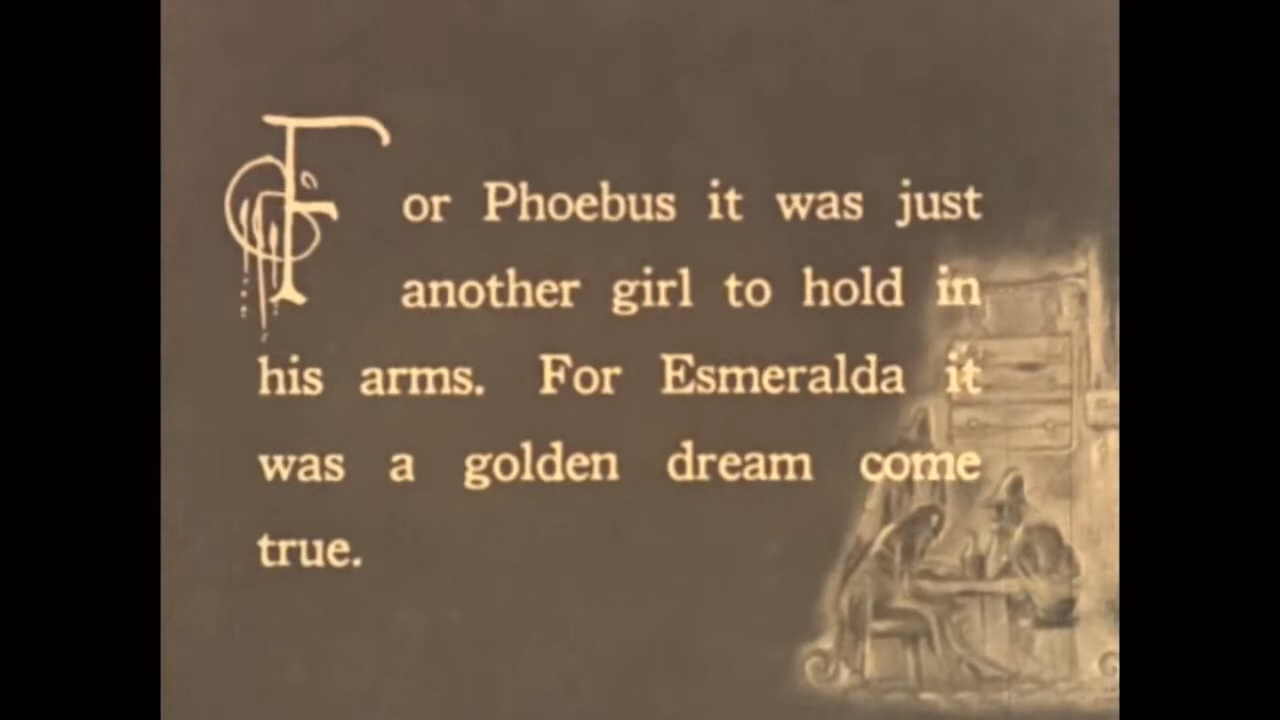 For Phoebus it was just
another girl to hold in
his arms. For Esmeralda it
was a golden dream come
true.